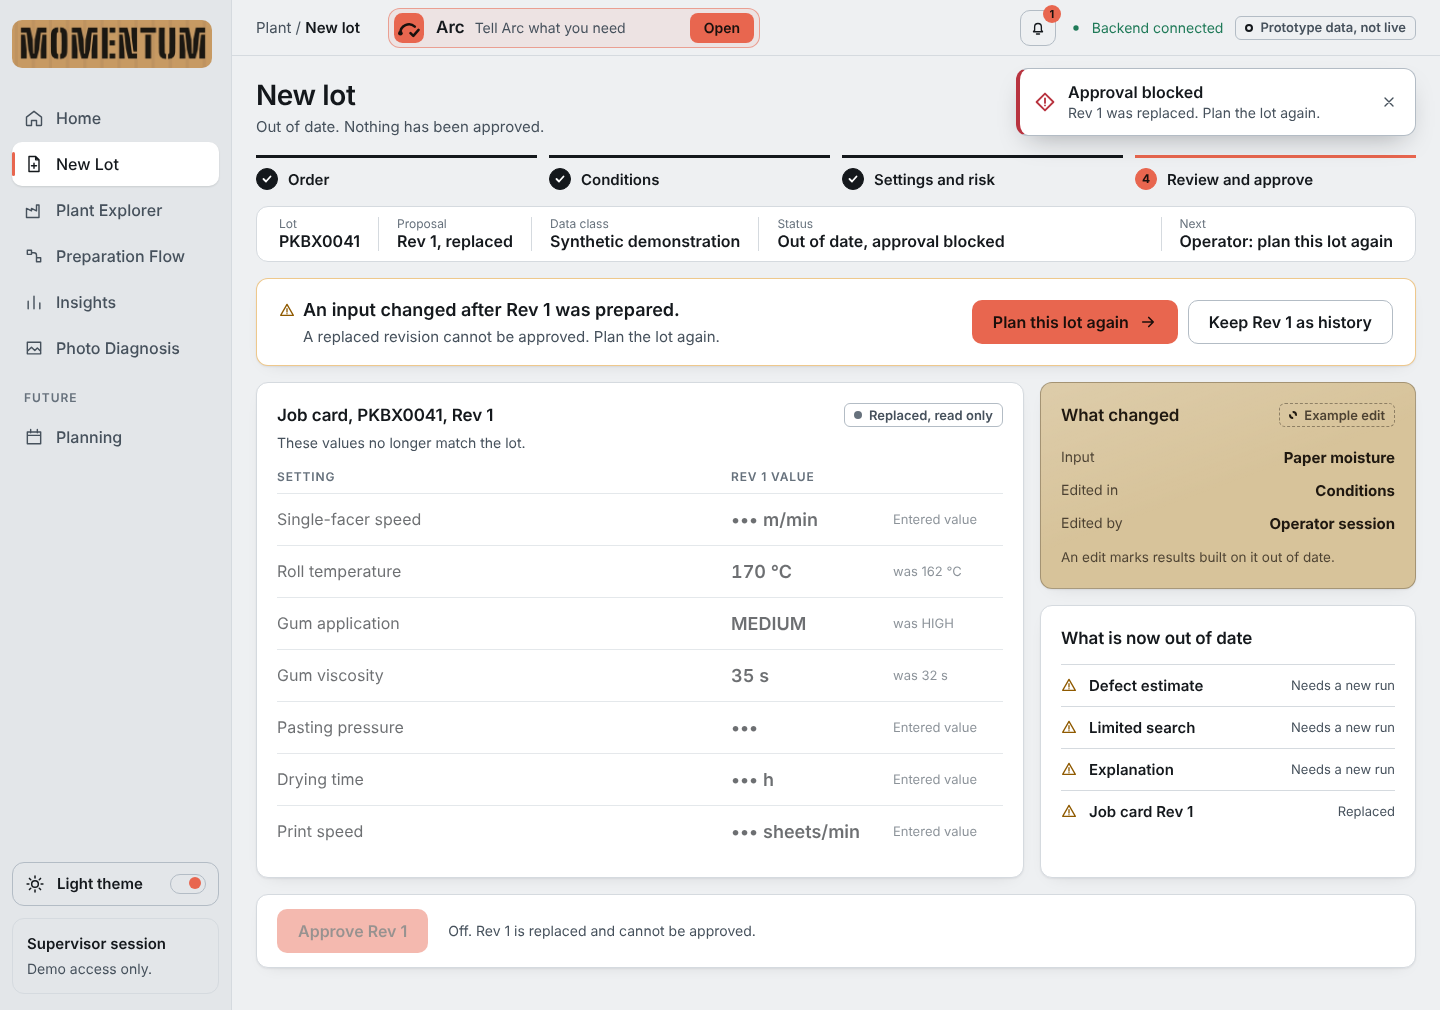 MOMENTUM
Plant / New lot
Arc Tell Arc what you need Open
1
Backend connected
Prototype data, not live
Home
New Lot
Plant Explorer
Preparation Flow
Insights
Photo Diagnosis
FUTURE
Planning
Light theme
Supervisor session
Demo access only.
New lot
Out of date. Nothing has been approved.
Approval blocked
Rev 1 was replaced. Plan the lot again.
Order
Conditions
Settings and risk
4 Review and approve
Lot
PKBX0041
Proposal
Rev 1, replaced
Data class
Synthetic demonstration
Status
Out of date, approval blocked
Next
Operator: plan this lot again
An input changed after Rev 1 was prepared.
A replaced revision cannot be approved. Plan the lot again.
Plan this lot again →
Keep Rev 1 as history
Job card, PKBX0041, Rev 1
Replaced, read only
These values no longer match the lot.
SETTING REV 1 VALUE
Single-facer speed ••• m/min Entered value
Roll temperature 170 °C was 162 °C
Gum application MEDIUM was HIGH
Gum viscosity 35 s was 32 s
Pasting pressure ••• Entered value
Drying time ••• h Entered value
Print speed ••• sheets/min Entered value
What changed
Example edit
Input Paper moisture
Edited in Conditions
Edited by Operator session
An edit marks results built on it out of date.
What is now out of date
Defect estimate Needs a new run
Limited search Needs a new run
Explanation Needs a new run
Job card Rev 1 Replaced
Approve Rev 1
Off. Rev 1 is replaced and cannot be approved.